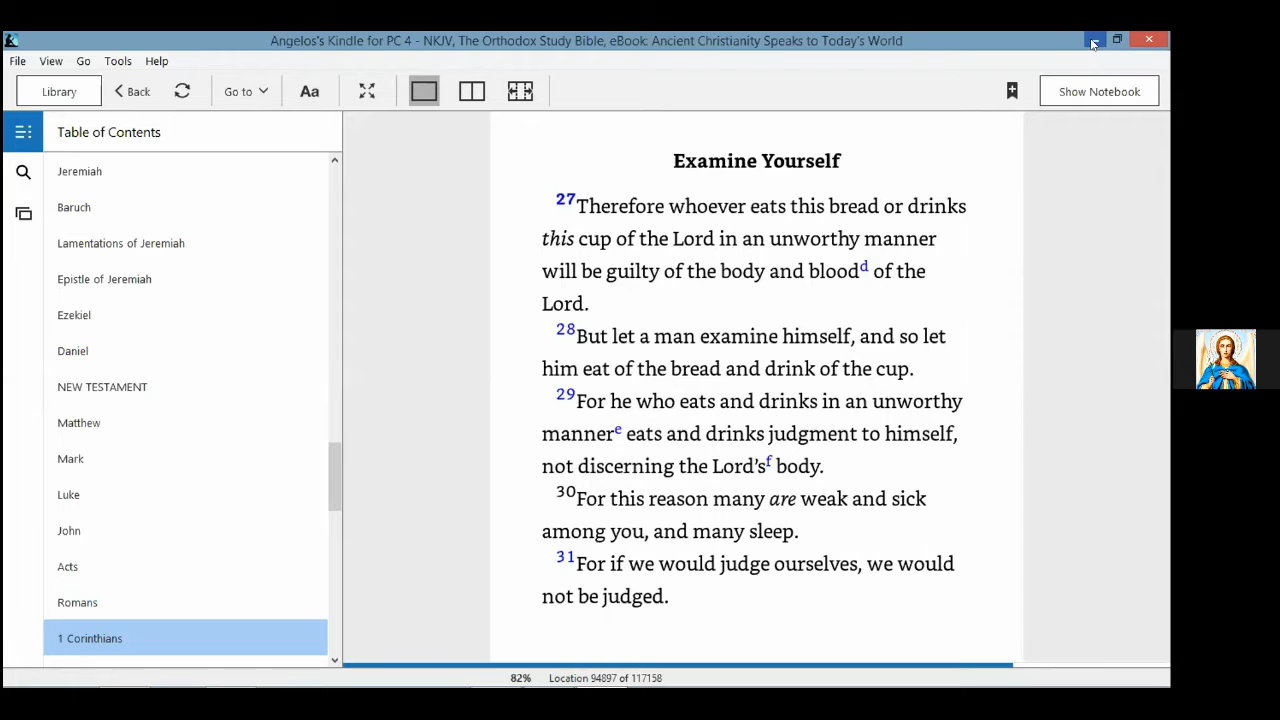 Angelos's Kindle for PC 4 - NKJV, The Orthodox Study Bible, eBook: Ancient Christianity Speaks to Today's World
File View Go Tools Help
Library Back Go to Aa Show Notebook
Table of Contents
Jeremiah
Baruch
Lamentations of Jeremiah
Epistle of Jeremiah
Ezekiel
Daniel
NEW TESTAMENT
Matthew
Mark
Luke
John
Acts
Romans
1 Corinthians
Examine Yourself
27Therefore whoever eats this bread or drinks
this cup of the Lord in an unworthy manner
will be guilty of the body and bloodd of the
Lord.
28But let a man examine himself, and so let
him eat of the bread and drink of the cup.
29For he who eats and drinks in an unworthy
mannere eats and drinks judgment to himself,
not discerning the Lord'sf body.
30For this reason many are weak and sick
among you, and many sleep.
31For if we would judge ourselves, we would
not be judged.
82% Location 94897 of 117158